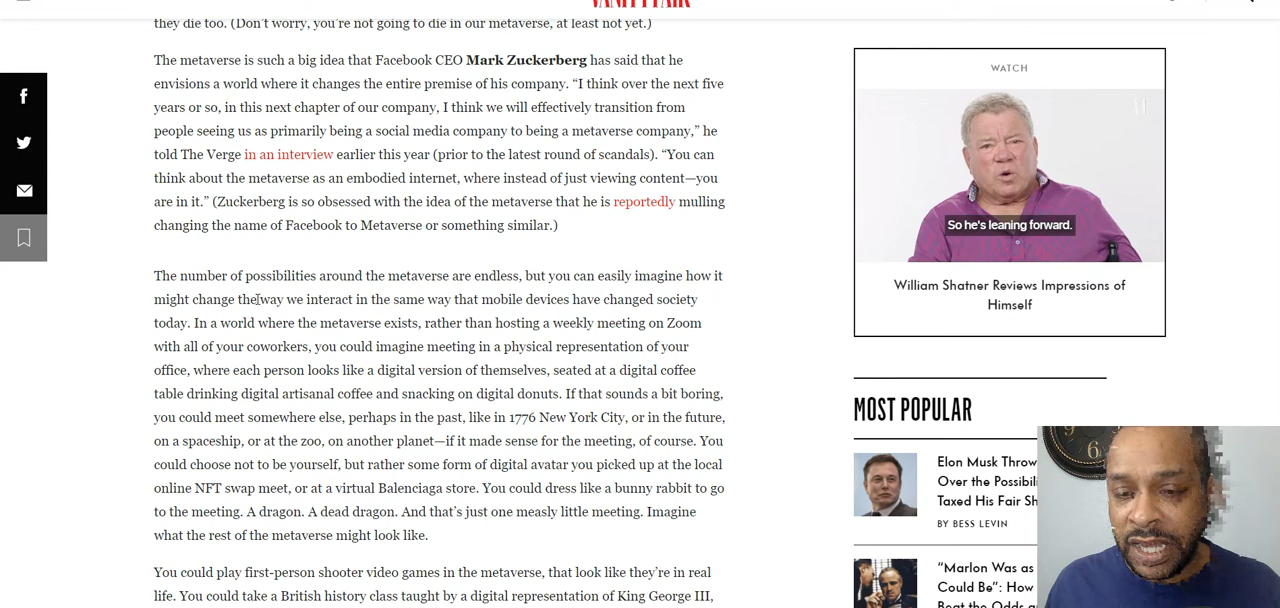 VANITY FAIR
they die too. (Don't worry, you're not going to die in our metaverse, at least not yet.)
The metaverse is such a big idea that Facebook CEO Mark Zuckerberg has said that he
envisions a world where it changes the entire premise of his company. “I think over the next five
years or so, in this next chapter of our company, I think we will effectively transition from
people seeing us as primarily being a social media company to being a metaverse company,” he
told The Verge in an interview earlier this year (prior to the latest round of scandals). “You can
think about the metaverse as an embodied internet, where instead of just viewing content—you
are in it.” (Zuckerberg is so obsessed with the idea of the metaverse that he is reportedly mulling
changing the name of Facebook to Metaverse or something similar.)
The number of possibilities around the metaverse are endless, but you can easily imagine how it
might change the way we interact in the same way that mobile devices have changed society
today. In a world where the metaverse exists, rather than hosting a weekly meeting on Zoom
with all of your coworkers, you could imagine meeting in a physical representation of your
office, where each person looks like a digital version of themselves, seated at a digital coffee
table drinking digital artisanal coffee and snacking on digital donuts. If that sounds a bit boring,
you could meet somewhere else, perhaps in the past, like in 1776 New York City, or in the future,
on a spaceship, or at the zoo, on another planet—if it made sense for the meeting, of course. You
could choose not to be yourself, but rather some form of digital avatar you picked up at the local
online NFT swap meet, or at a virtual Balenciaga store. You could dress like a bunny rabbit to go
to the meeting. A dragon. A dead dragon. And that's just one measly little meeting. Imagine
what the rest of the metaverse might look like.
You could play first-person shooter video games in the metaverse, that look like they're in real
life. You could take a British history class taught by a digital representation of King George III,
WATCH
So he's leaning forward.
William Shatner Reviews Impressions of
Himself
MOST POPULAR
Elon Musk Throw
Over the Possibili
Taxed His Fair Sh
BY BESS LEVIN
“Marlon Was as
Could Be”: How
Beat the Odds a